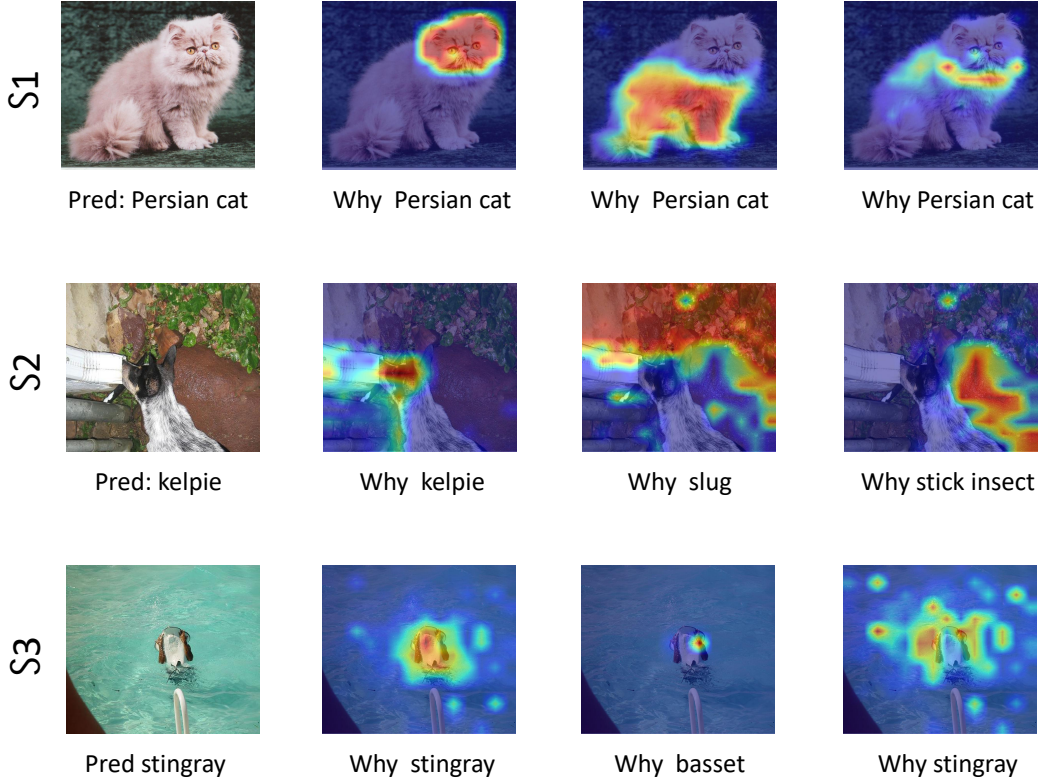 S1
Pred: Persian cat
Why Persian cat
Why Persian cat
Why Persian cat
S2
Pred: kelpie
Why kelpie
Why slug
Why stick insect
S3
Pred stingray
Why stingray
Why basset
Why stingray